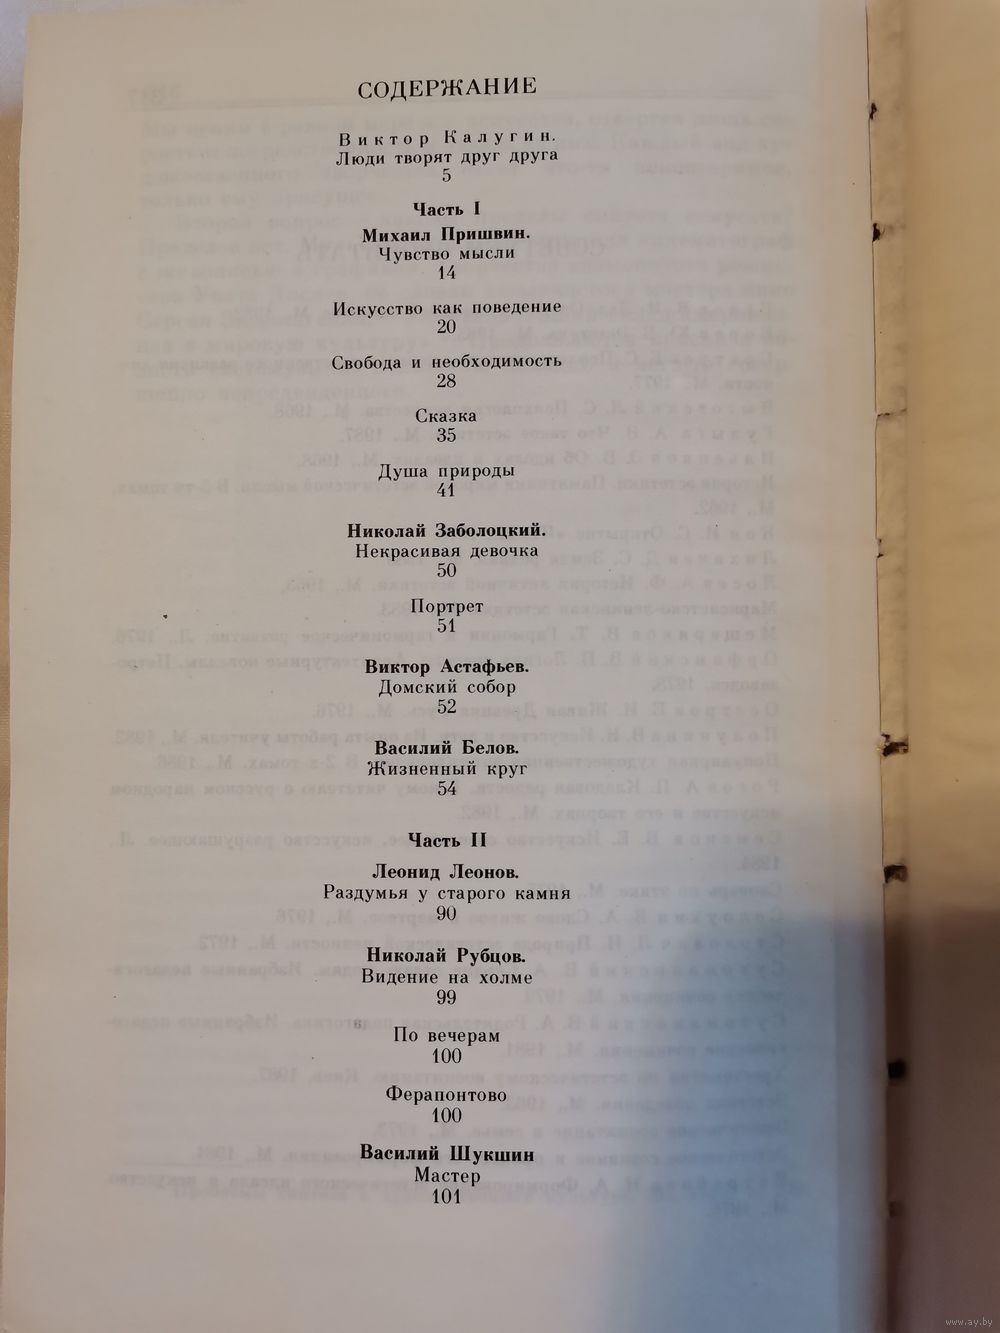 СОДЕРЖАНИЕ
Виктор Калугин.
Люди творят друг друга
5
Часть I
Михаил Пришвин.
Чувство мысли
14
Искусство как поведение
20
Свобода и необходимость
28
Сказка
35
Душа природы
41
Николай Заболоцкий.
Некрасивая девочка
50
Портрет
51
Виктор Астафьев.
Домский собор
52
Василий Белов.
Жизненный круг
54
Часть II
Леонид Леонов.
Раздумья у старого камня
90
Николай Рубцов.
Видение на холме
99
По вечерам
100
Ферапонтово
100
Василий Шукшин
Мастер
101
www.ay.by